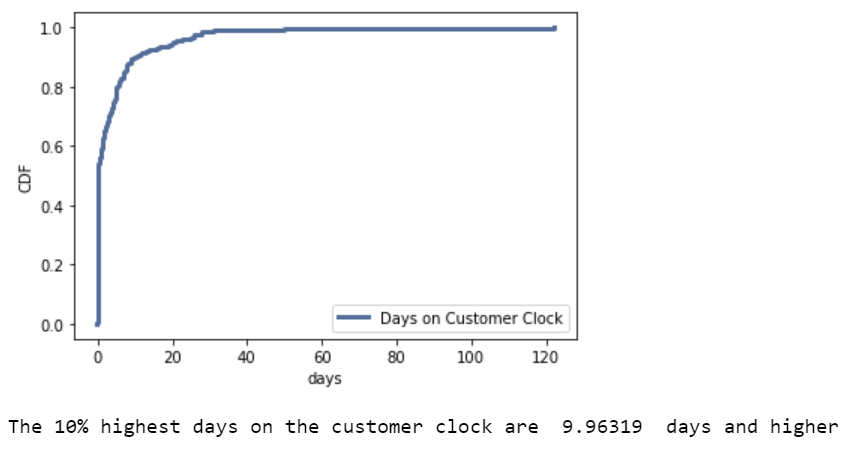 1.0
0.8
0.6
0.4
0.2
0.0
CDF
Days on Customer Clock
0 20 40 60 80 100 120
days
The 10% highest days on the customer clock are  9.96319  days and higher